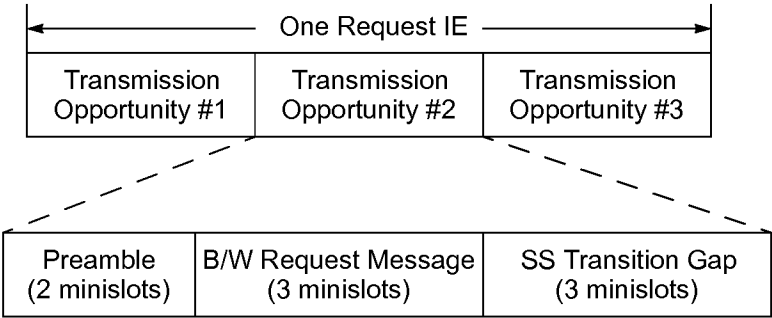 One Request IE
Transmission Opportunity #1
Transmission Opportunity #2
Transmission Opportunity #3
Preamble
(2 minislots)
B/W Request Message
(3 minislots)
SS Transition Gap
(3 minislots)